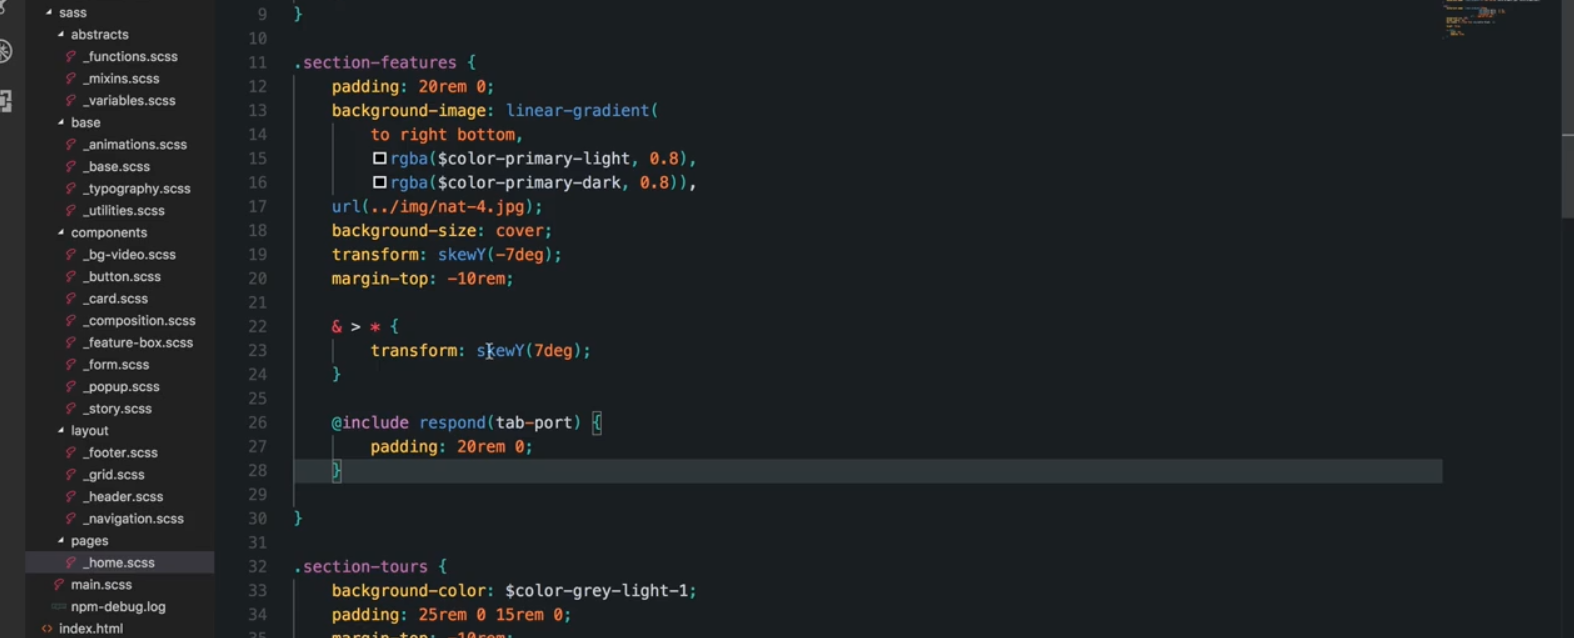 sass
abstracts
_functions.scss
_mixins.scss
_variables.scss
base
_animations.scss
_base.scss
_typography.scss
_utilities.scss
components
_bg-video.scss
_button.scss
_card.scss
_composition.scss
_feature-box.scss
_form.scss
_popup.scss
_story.scss
layout
_footer.scss
_grid.scss
_header.scss
_navigation.scss
pages
_home.scss
main.scss
npm-debug.log
<> index.html
9 }
10
11 .section-features {
12 padding: 20rem 0;
13 background-image: linear-gradient(
14 to right bottom,
15 rgba($color-primary-light, 0.8),
16 rgba($color-primary-dark, 0.8)),
17 url(../img/nat-4.jpg);
18 background-size: cover;
19 transform: skewY(-7deg);
20 margin-top: -10rem;
21
22 & > * {
23 transform: skewY(7deg);
24 }
25
26 @include respond(tab-port) {
27 padding: 20rem 0;
28 }
29
30 }
31
32 .section-tours {
33 background-color: $color-grey-light-1;
34 padding: 25rem 0 15rem 0;
35 margin-top: -10rem;